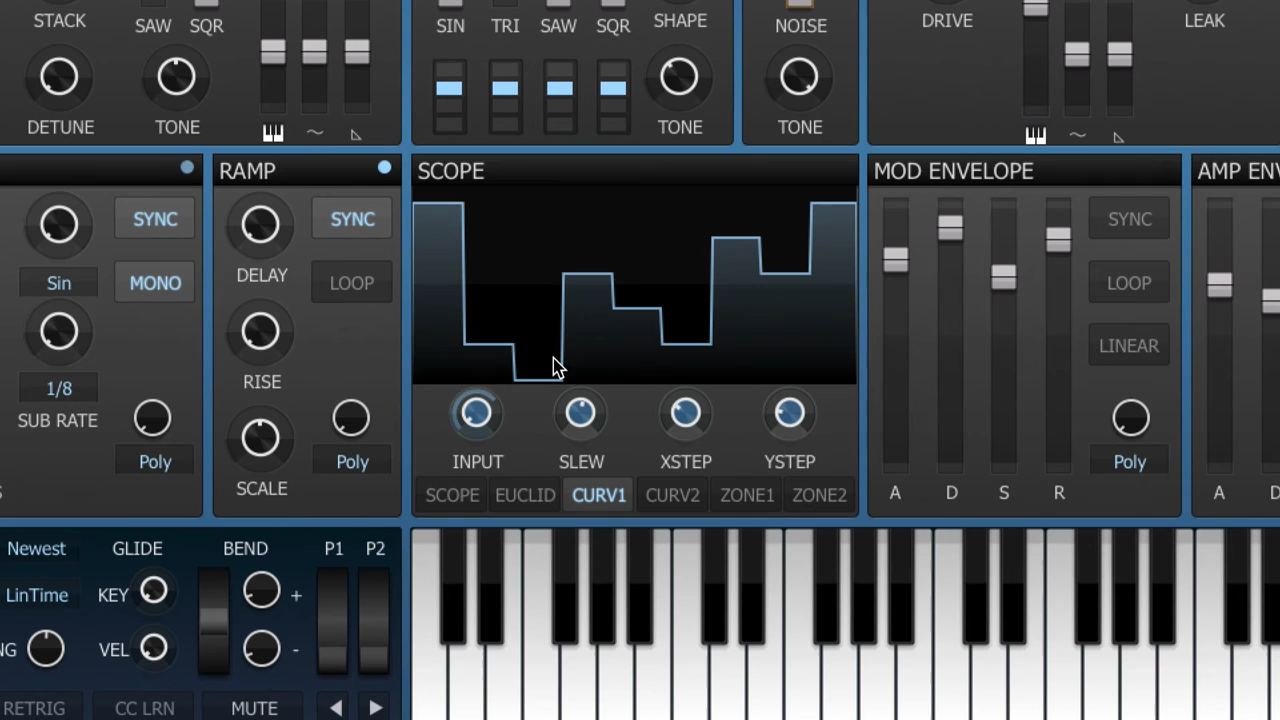 STACK SAW SQR SIN TRI SAW SQR SHAPE NOISE DRIVE LEAK
DETUNE TONE TONE TONE
RAMP SCOPE MOD ENVELOPE AMP EN
SYNC SYNC SYNC
DELAY
Sin MONO LOOP LOOP
LINEAR
1/8 RISE
SUB RATE
Poly Poly INPUT SLEW XSTEP YSTEP Poly
S SCALE SCOPE EUCLID CURV1 CURV2 ZONE1 ZONE2 A D S R A D
Newest GLIDE BEND P1 P2
LinTime KEY +
NG VEL -
RETRIG CC LRN MUTE